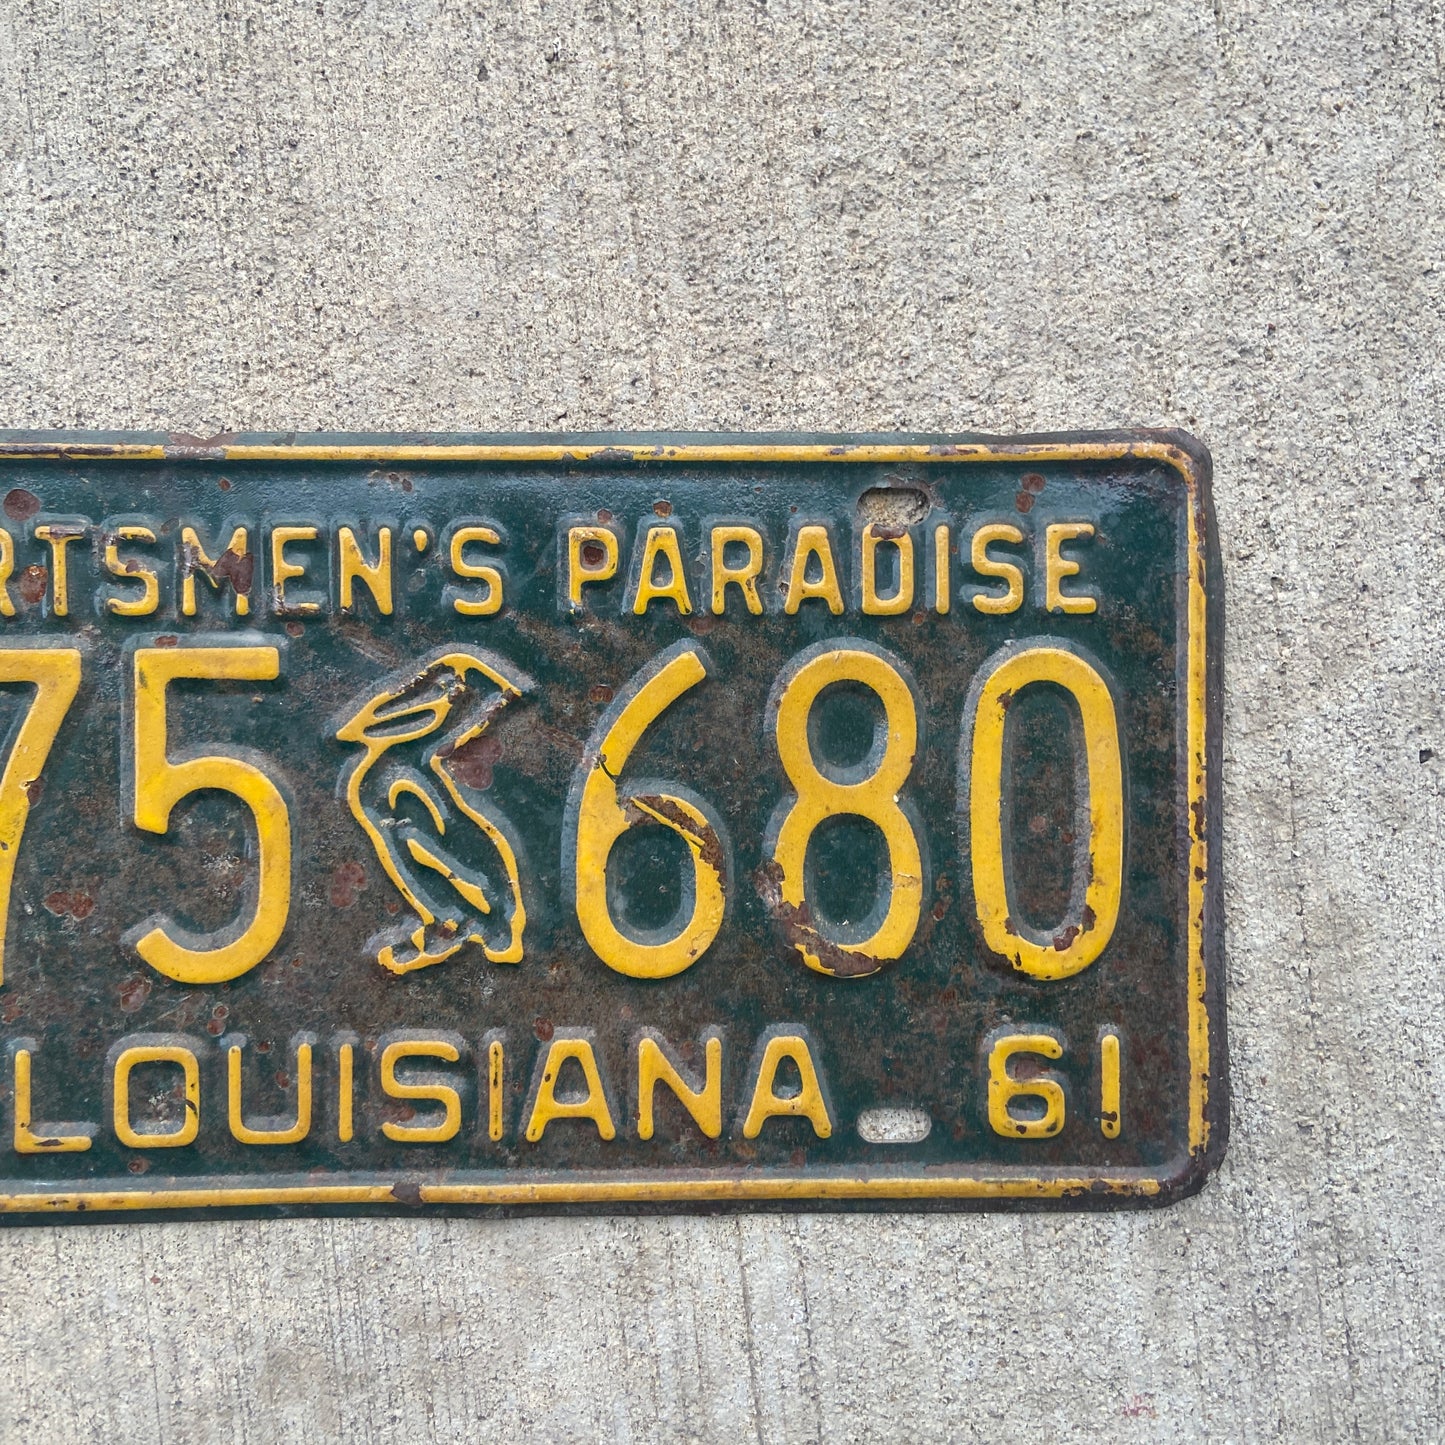 RTSMEN'S PARADISE
75 680
LOUISIANA 61